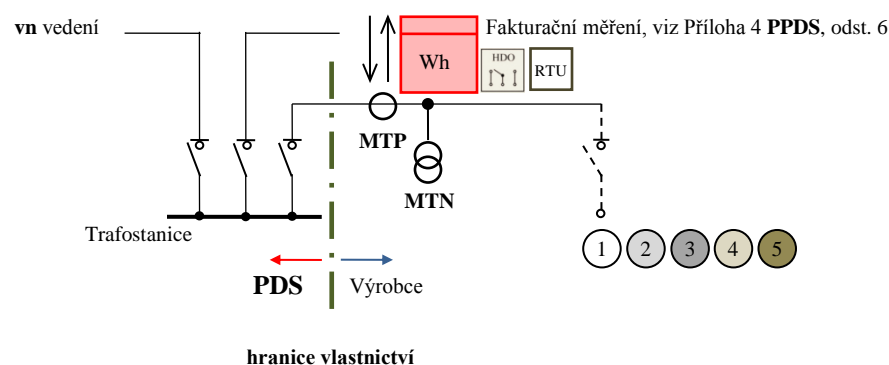 vn vedení
Fakturační měření, viz Příloha 4 PPDS, odst. 6
Wh
HDO
RTU
MTP
MTN
Trafostanice
1 2 3 4 5
PDS
Výrobce
hranice vlastnictví